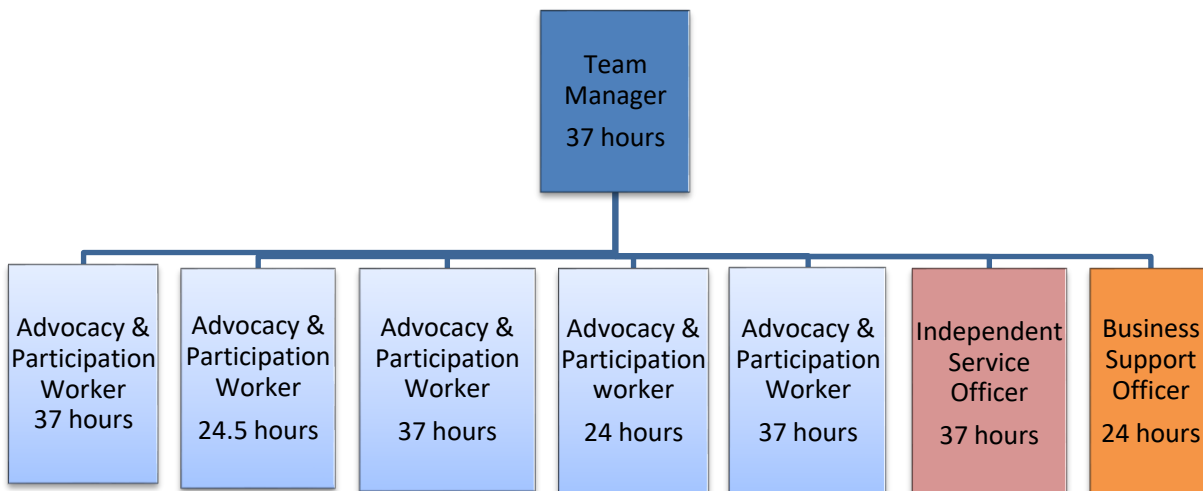 Team
Manager
37 hours
Advocacy &
Participation
Worker
37 hours
Advocacy &
Participation
Worker
24.5 hours
Advocacy &
Participation
Worker
37 hours
Advocacy &
Participation
worker
24 hours
Advocacy &
Participation
Worker
37 hours
Independent
Service
Officer
37 hours
Business
Support
Officer
24 hours